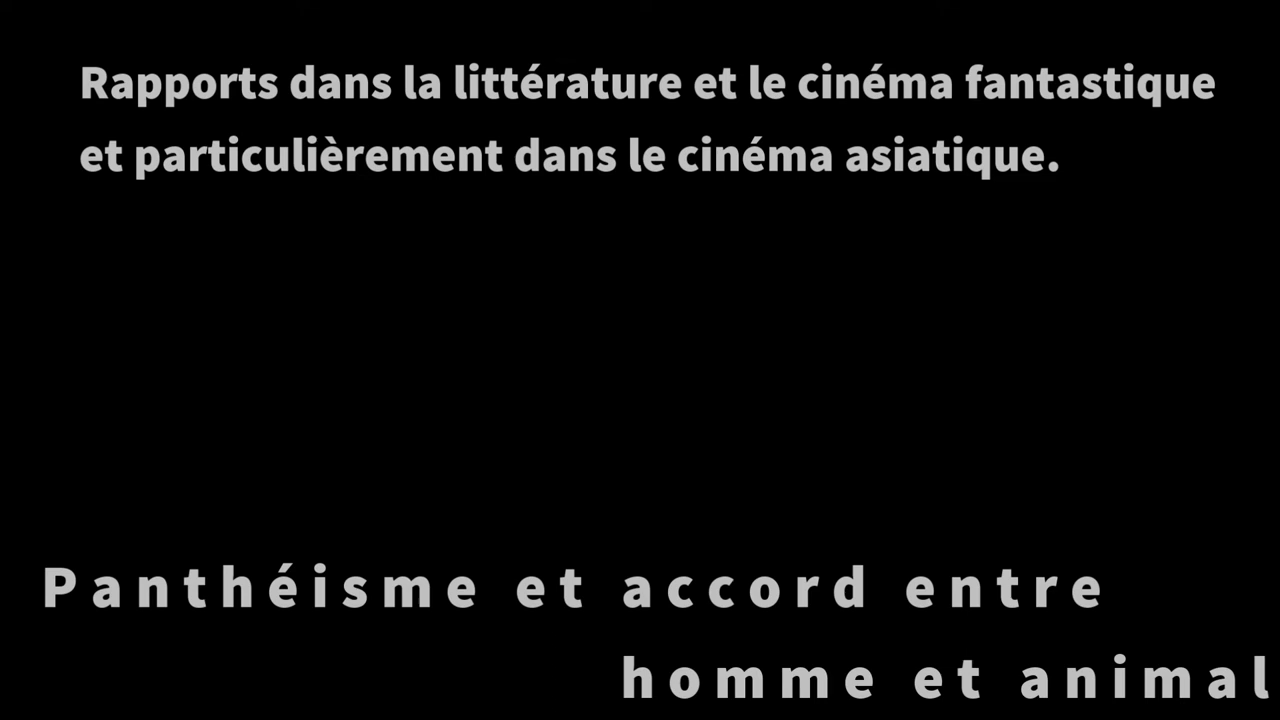 Rapports dans la littérature et le cinéma fantastique
et particulièrement dans le cinéma asiatique.
Panthéisme et accord entre
homme et animal